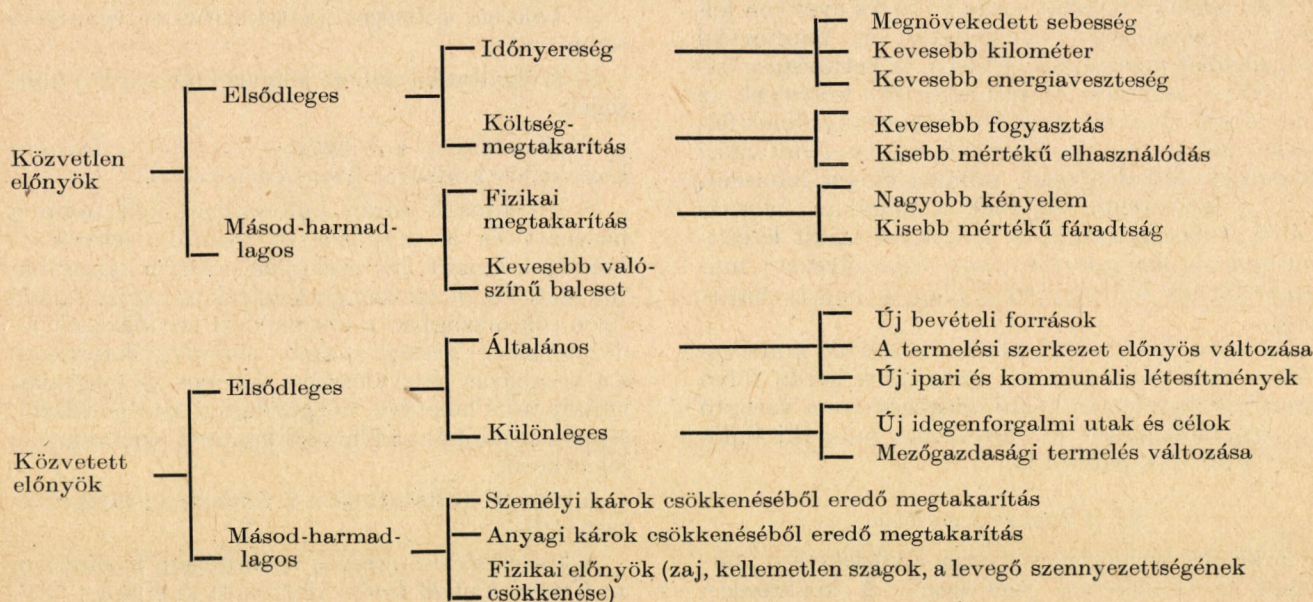 Közvetlen
előnyök
Elsődleges
Időnyereség
Megnövekedett sebesség
Kevesebb kilométer
Kevesebb energiaveszteség
Költség-
megtakarítás
Kevesebb fogyasztás
Kisebb mértékű elhasználódás
Másod-harmad-
lagos
Fizikai
megtakarítás
Nagyobb kényelem
Kisebb mértékű fáradtság
Kevesebb való-
színű baleset
Közvetett
előnyök
Elsődleges
Általános
Új bevételi források
A termelési szerkezet előnyös változása
Új ipari és kommunális létesítmények
Különleges
Új idegenforgalmi utak és célok
Mezőgazdasági termelés változása
Másod-harmad-
lagos
Személyi károk csökkenéséből eredő megtakarítás
Anyagi károk csökkenéséből eredő megtakarítás
Fizikai előnyök (zaj, kellemetlen szagok, a levegő szennyezettségének
csökkenése)